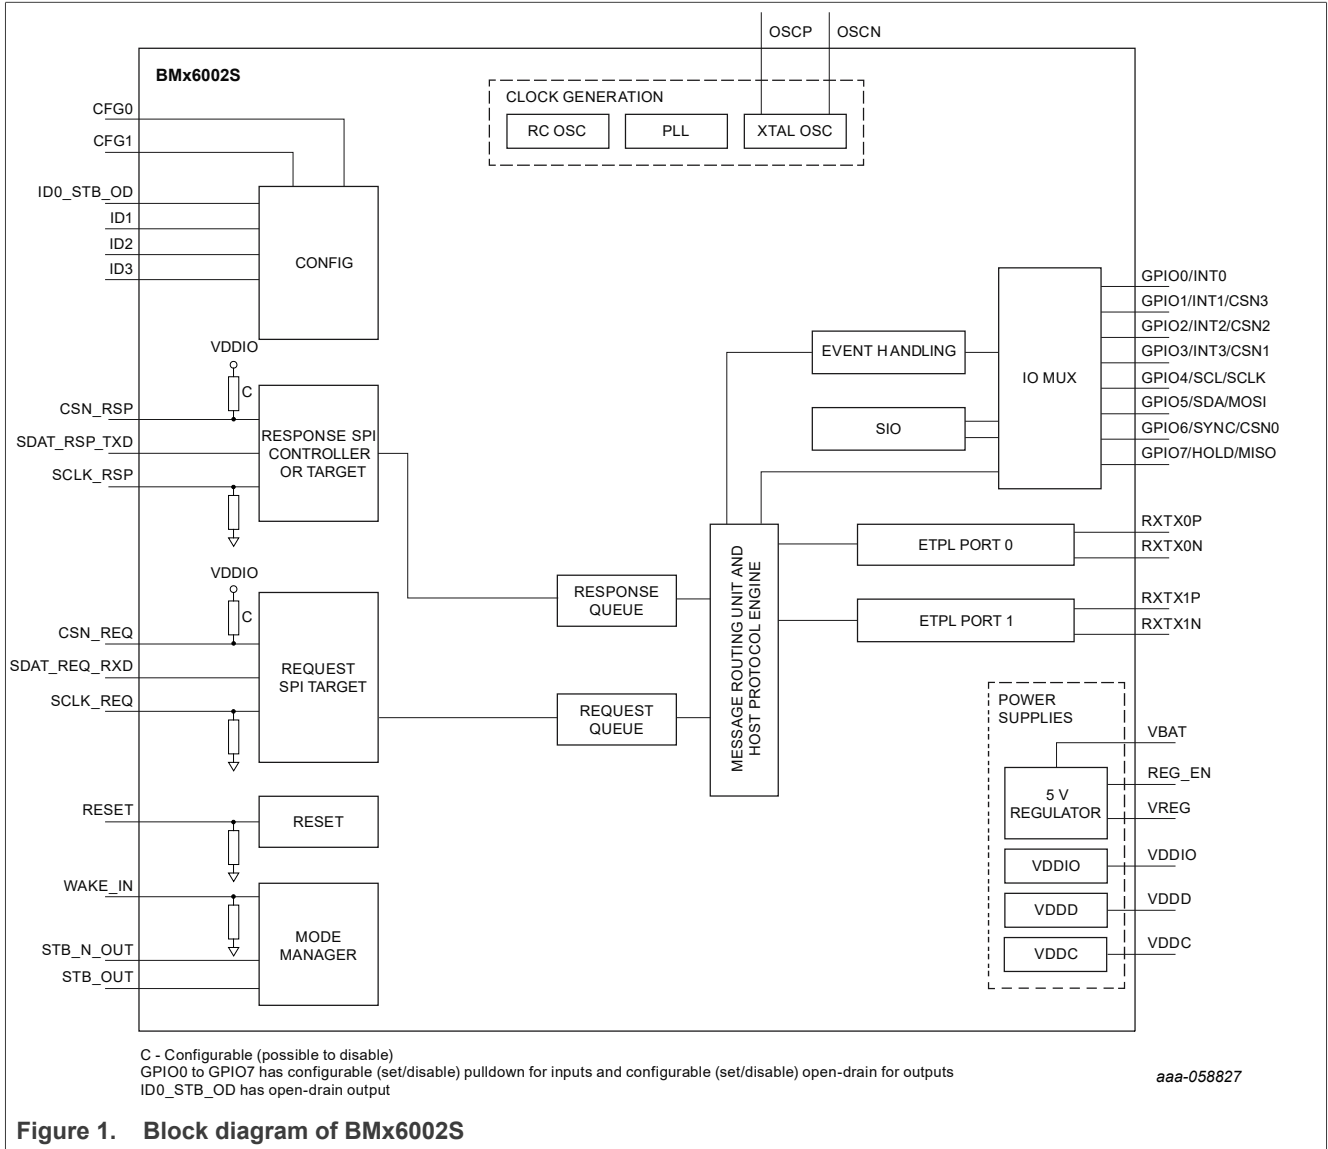 OSCP
OSCN
BMx6002S
CLOCK GENERATION
RC OSC
PLL
XTAL OSC
CFG0
CFG1
ID0_STB_OD
ID1
ID2
ID3
CONFIG
VDDIO
C
CSN_RSP
SDAT_RSP_TXD
SCLK_RSP
RESPONSE SPI
CONTROLLER
OR TARGET
VDDIO
C
CSN_REQ
SDAT_REQ_RXD
SCLK_REQ
REQUEST
SPI TARGET
RESET
RESET
WAKE_IN
STB_N_OUT
STB_OUT
MODE
MANAGER
RESPONSE
QUEUE
REQUEST
QUEUE
MESSAGE ROUTING UNIT AND
HOST PROTOCOL ENGINE
EVENT HANDLING
SIO
IO MUX
GPIO0/INT0
GPIO1/INT1/CSN3
GPIO2/INT2/CSN2
GPIO3/INT3/CSN1
GPIO4/SCL/SCLK
GPIO5/SDA/MOSI
GPIO6/SYNC/CSN0
GPIO7/HOLD/MISO
ETPL PORT 0
RXTX0P
RXTX0N
ETPL PORT 1
RXTX1P
RXTX1N
POWER
SUPPLIES
5 V
REGULATOR
VDDIO
VDDD
VDDC
VBAT
REG_EN
VREG
VDDIO
VDDD
VDDC
C - Configurable (possible to disable)
GPIO0 to GPIO7 has configurable (set/disable) pulldown for inputs and configurable (set/disable) open-drain for outputs
ID0_STB_OD has open-drain output
aaa-058827
Figure 1. Block diagram of BMx6002S